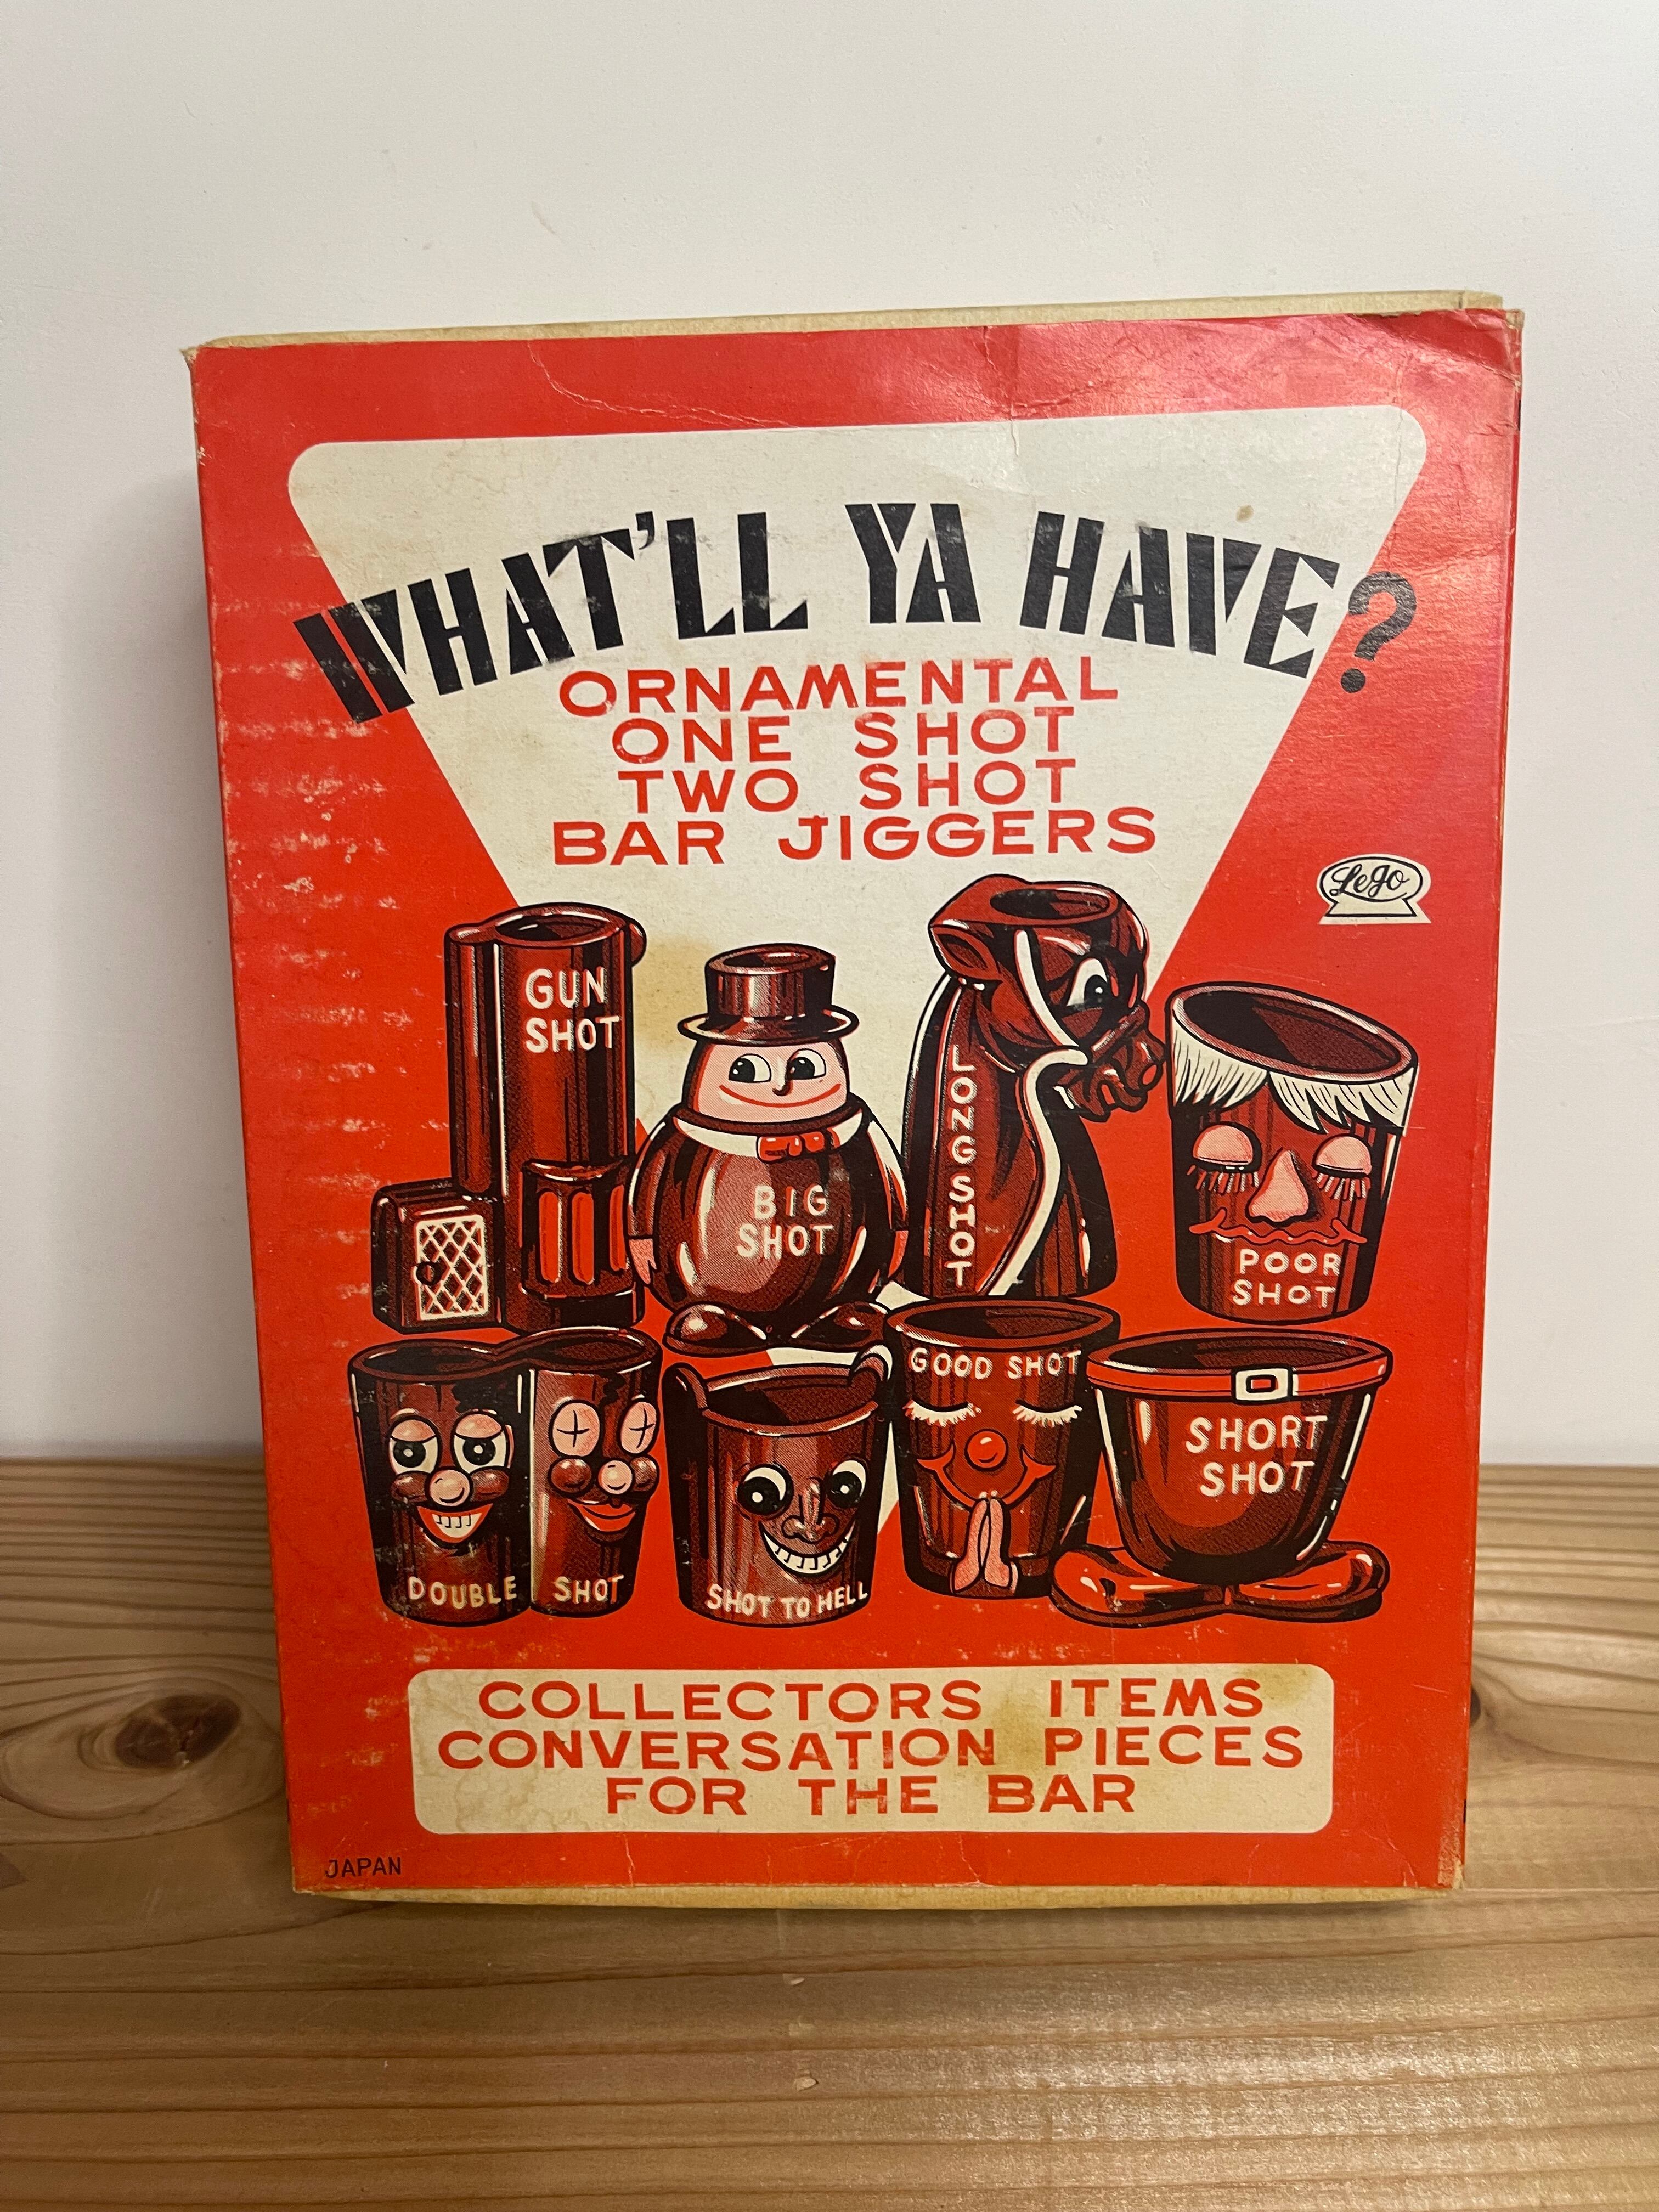 WHAT'LL YA HAVE?
ORNAMENTAL
ONE SHOT
TWO SHOT
BAR JIGGERS
Lego
GUN
SHOT
BIG
SHOT
LONG SHOT
POOR
SHOT
DOUBLE SHOT
SHOT TO HELL
GOOD SHOT
SHORT
SHOT
COLLECTORS ITEMS
CONVERSATION PIECES
FOR THE BAR
JAPAN